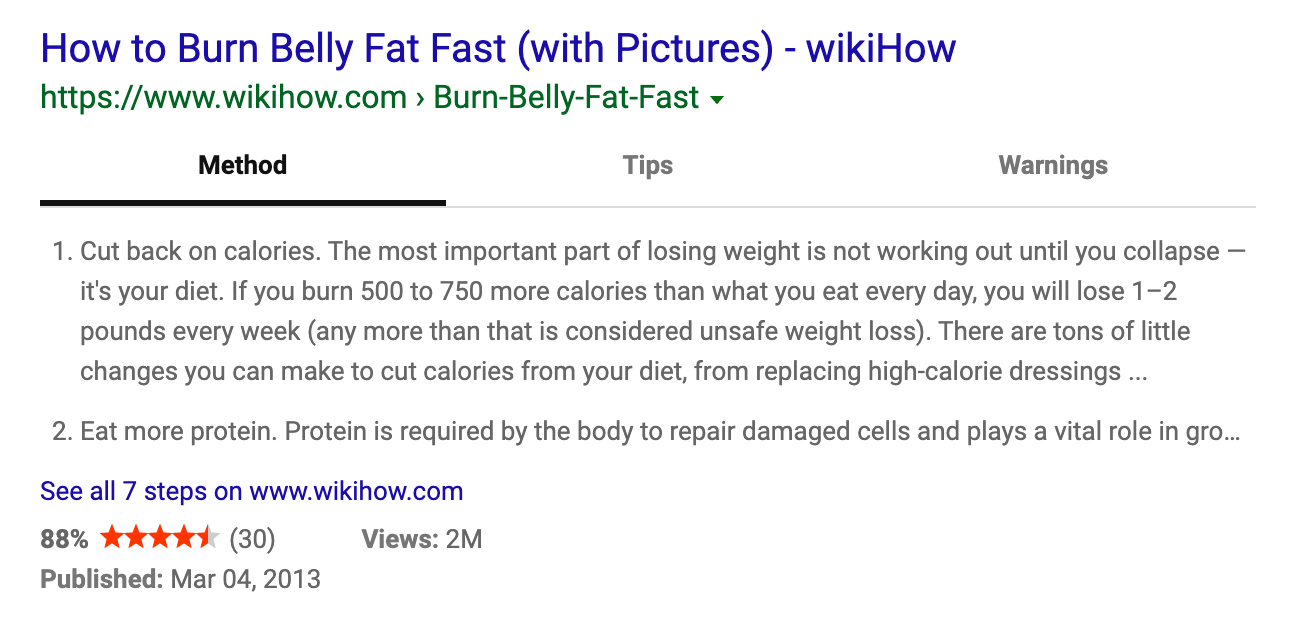 How to Burn Belly Fat Fast (with Pictures) - wikiHow
https://www.wikihow.com › Burn-Belly-Fat-Fast
Method Tips Warnings
1. Cut back on calories. The most important part of losing weight is not working out until you collapse —
it's your diet. If you burn 500 to 750 more calories than what you eat every day, you will lose 1–2
pounds every week (any more than that is considered unsafe weight loss). There are tons of little
changes you can make to cut calories from your diet, from replacing high-calorie dressings ...
2. Eat more protein. Protein is required by the body to repair damaged cells and plays a vital role in gro...
See all 7 steps on www.wikihow.com
88% (30) Views: 2M
Published: Mar 04, 2013